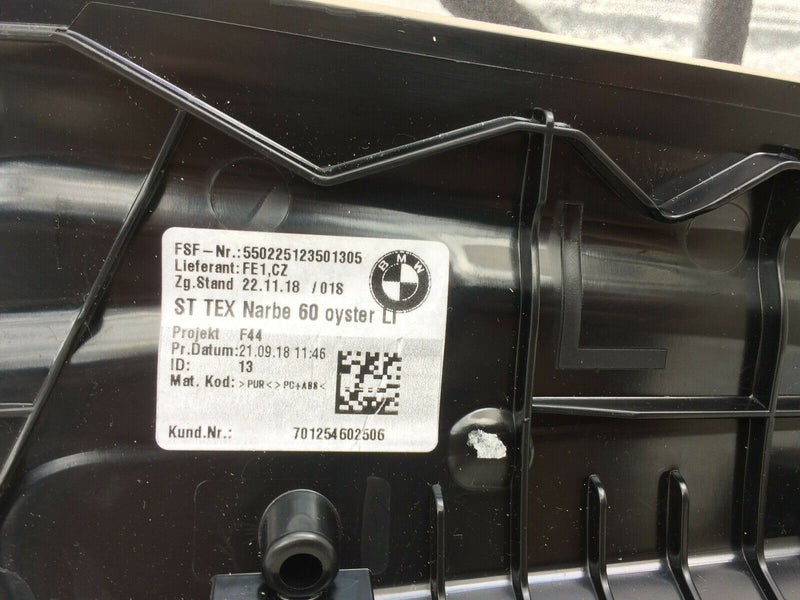 FSF-Nr.:550225123501305
Lieferant:FE1,CZ
Zg.Stand 22.11.18 /01S
BMW
ST TEX Narbe 60 oyster LI
Projekt F44
Pr.Datum:21.09.18 11:46
ID: 13
Mat. Kod: >PUR<>PC+ABS<
Kund.Nr.: 701254602506
L